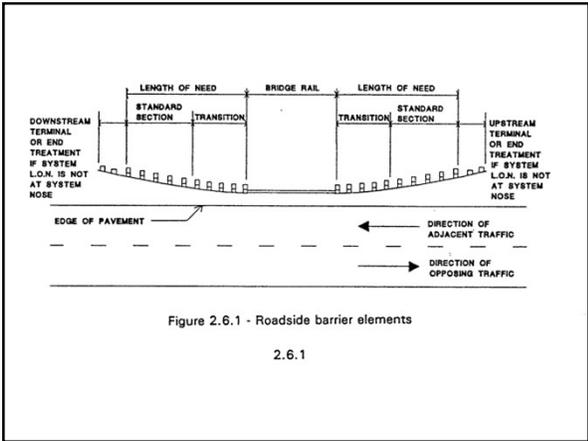 LENGTH OF NEED
BRIDGE RAIL
LENGTH OF NEED
DOWNSTREAM
TERMINAL
OR END
TREATMENT
IF SYSTEM
L.O.N. IS NOT
AT SYSTEM
NOSE
STANDARD
SECTION
TRANSITION
TRANSITION
STANDARD
SECTION
UPSTREAM
TERMINAL
OR END
TREATMENT
IF SYSTEM
L.O.N. IS NOT
AT SYSTEM
NOSE
EDGE OF PAVEMENT
DIRECTION OF
ADJACENT TRAFFIC
DIRECTION OF
OPPOSING TRAFFIC
Figure 2.6.1 - Roadside barrier elements
2.6.1